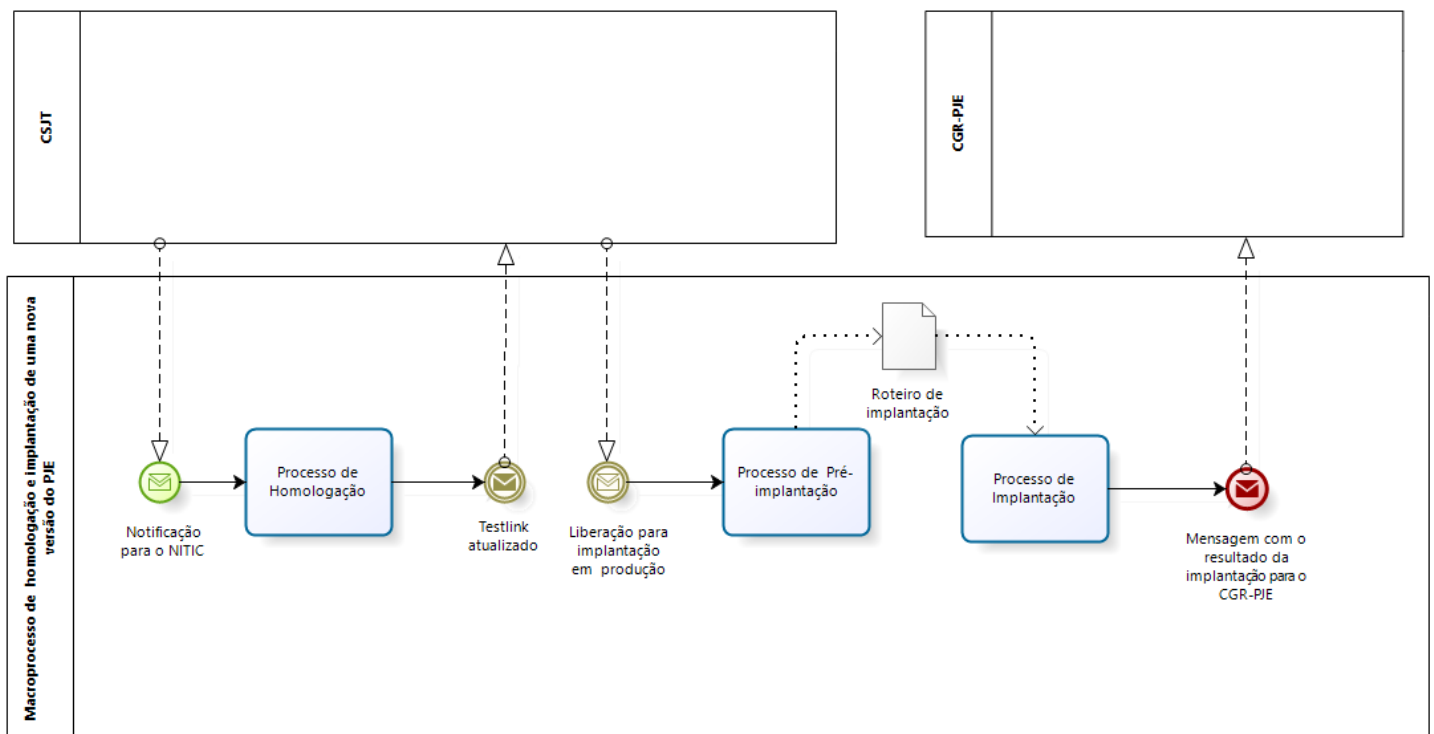 CSJT
CGR-PJE
Macroprocesso de homologação e implantação de uma nova
versão do PJE
Notificação
para o NITIC
Processo de
Homologação
Testlink
atualizado
Liberação para
implantação
em produção
Processo de Pré-
implantação
Roteiro de
implantação
Processo de
Implantação
Mensagem com o
resultado da
implantação para o
CGR-PJE